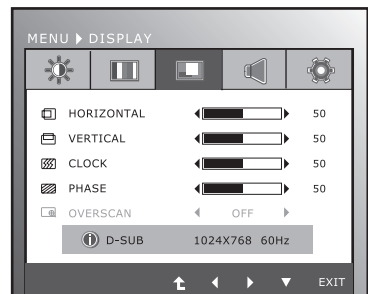 MENU DISPLAY
HORIZONTAL 50
VERTICAL 50
CLOCK 50
PHASE 50
OVERSCAN OFF
D-SUB 1024X768 60Hz
EXIT